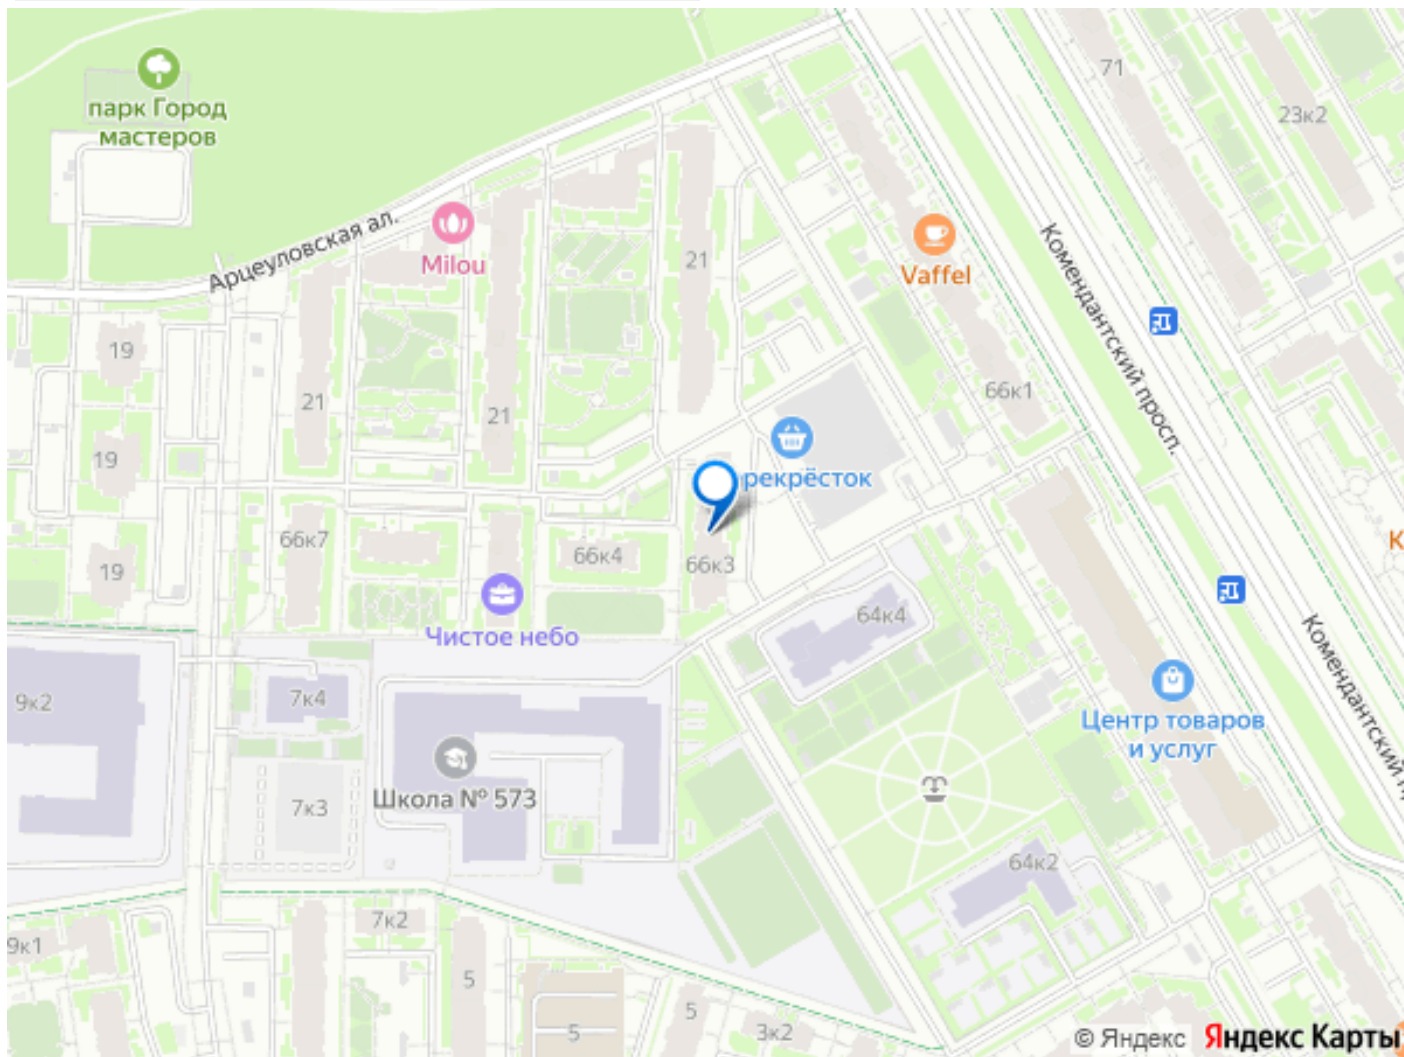 парк Город
мастеров
71
23к2
Арцеуловская ал.
Milou
21
Vaffel
Комендантский просп.
19
21
21
66к1
19
рекрёсток
66к7
66к4
66к3
19
Чистое небо
64к4
Комендантский п
9к2
7к4
Центр товаров
и услуг
Школа № 573
7к3
64к2
7к2
9к1
5
5
5
3к2
К
© Яндекс Яндекс Карты